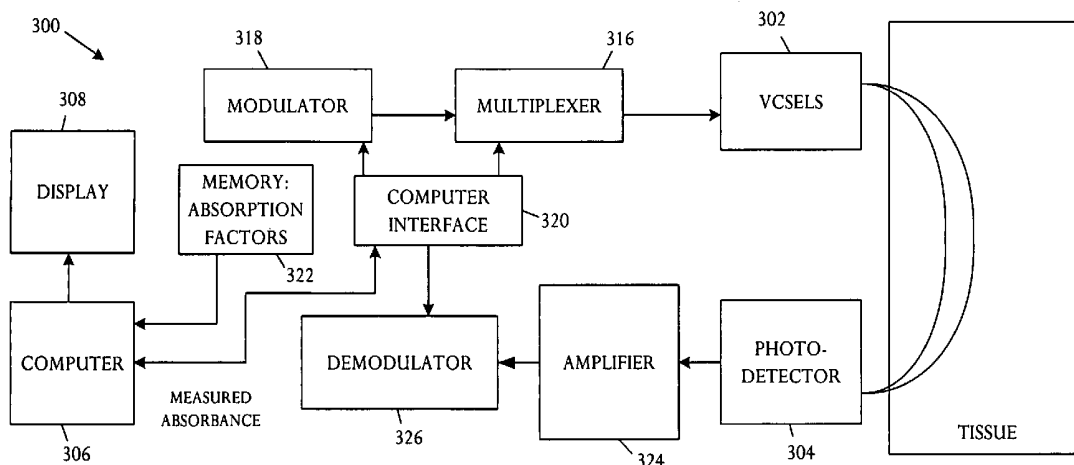 300
318
316
302
308
MODULATOR
MULTIPLEXER
VCSELS
DISPLAY
MEMORY:
ABSORPTION
FACTORS
322
COMPUTER
INTERFACE
320
COMPUTER
DEMODULATOR
AMPLIFIER
PHOTO-
DETECTOR
MEASURED
ABSORBANCE
306
326
324
304
TISSUE